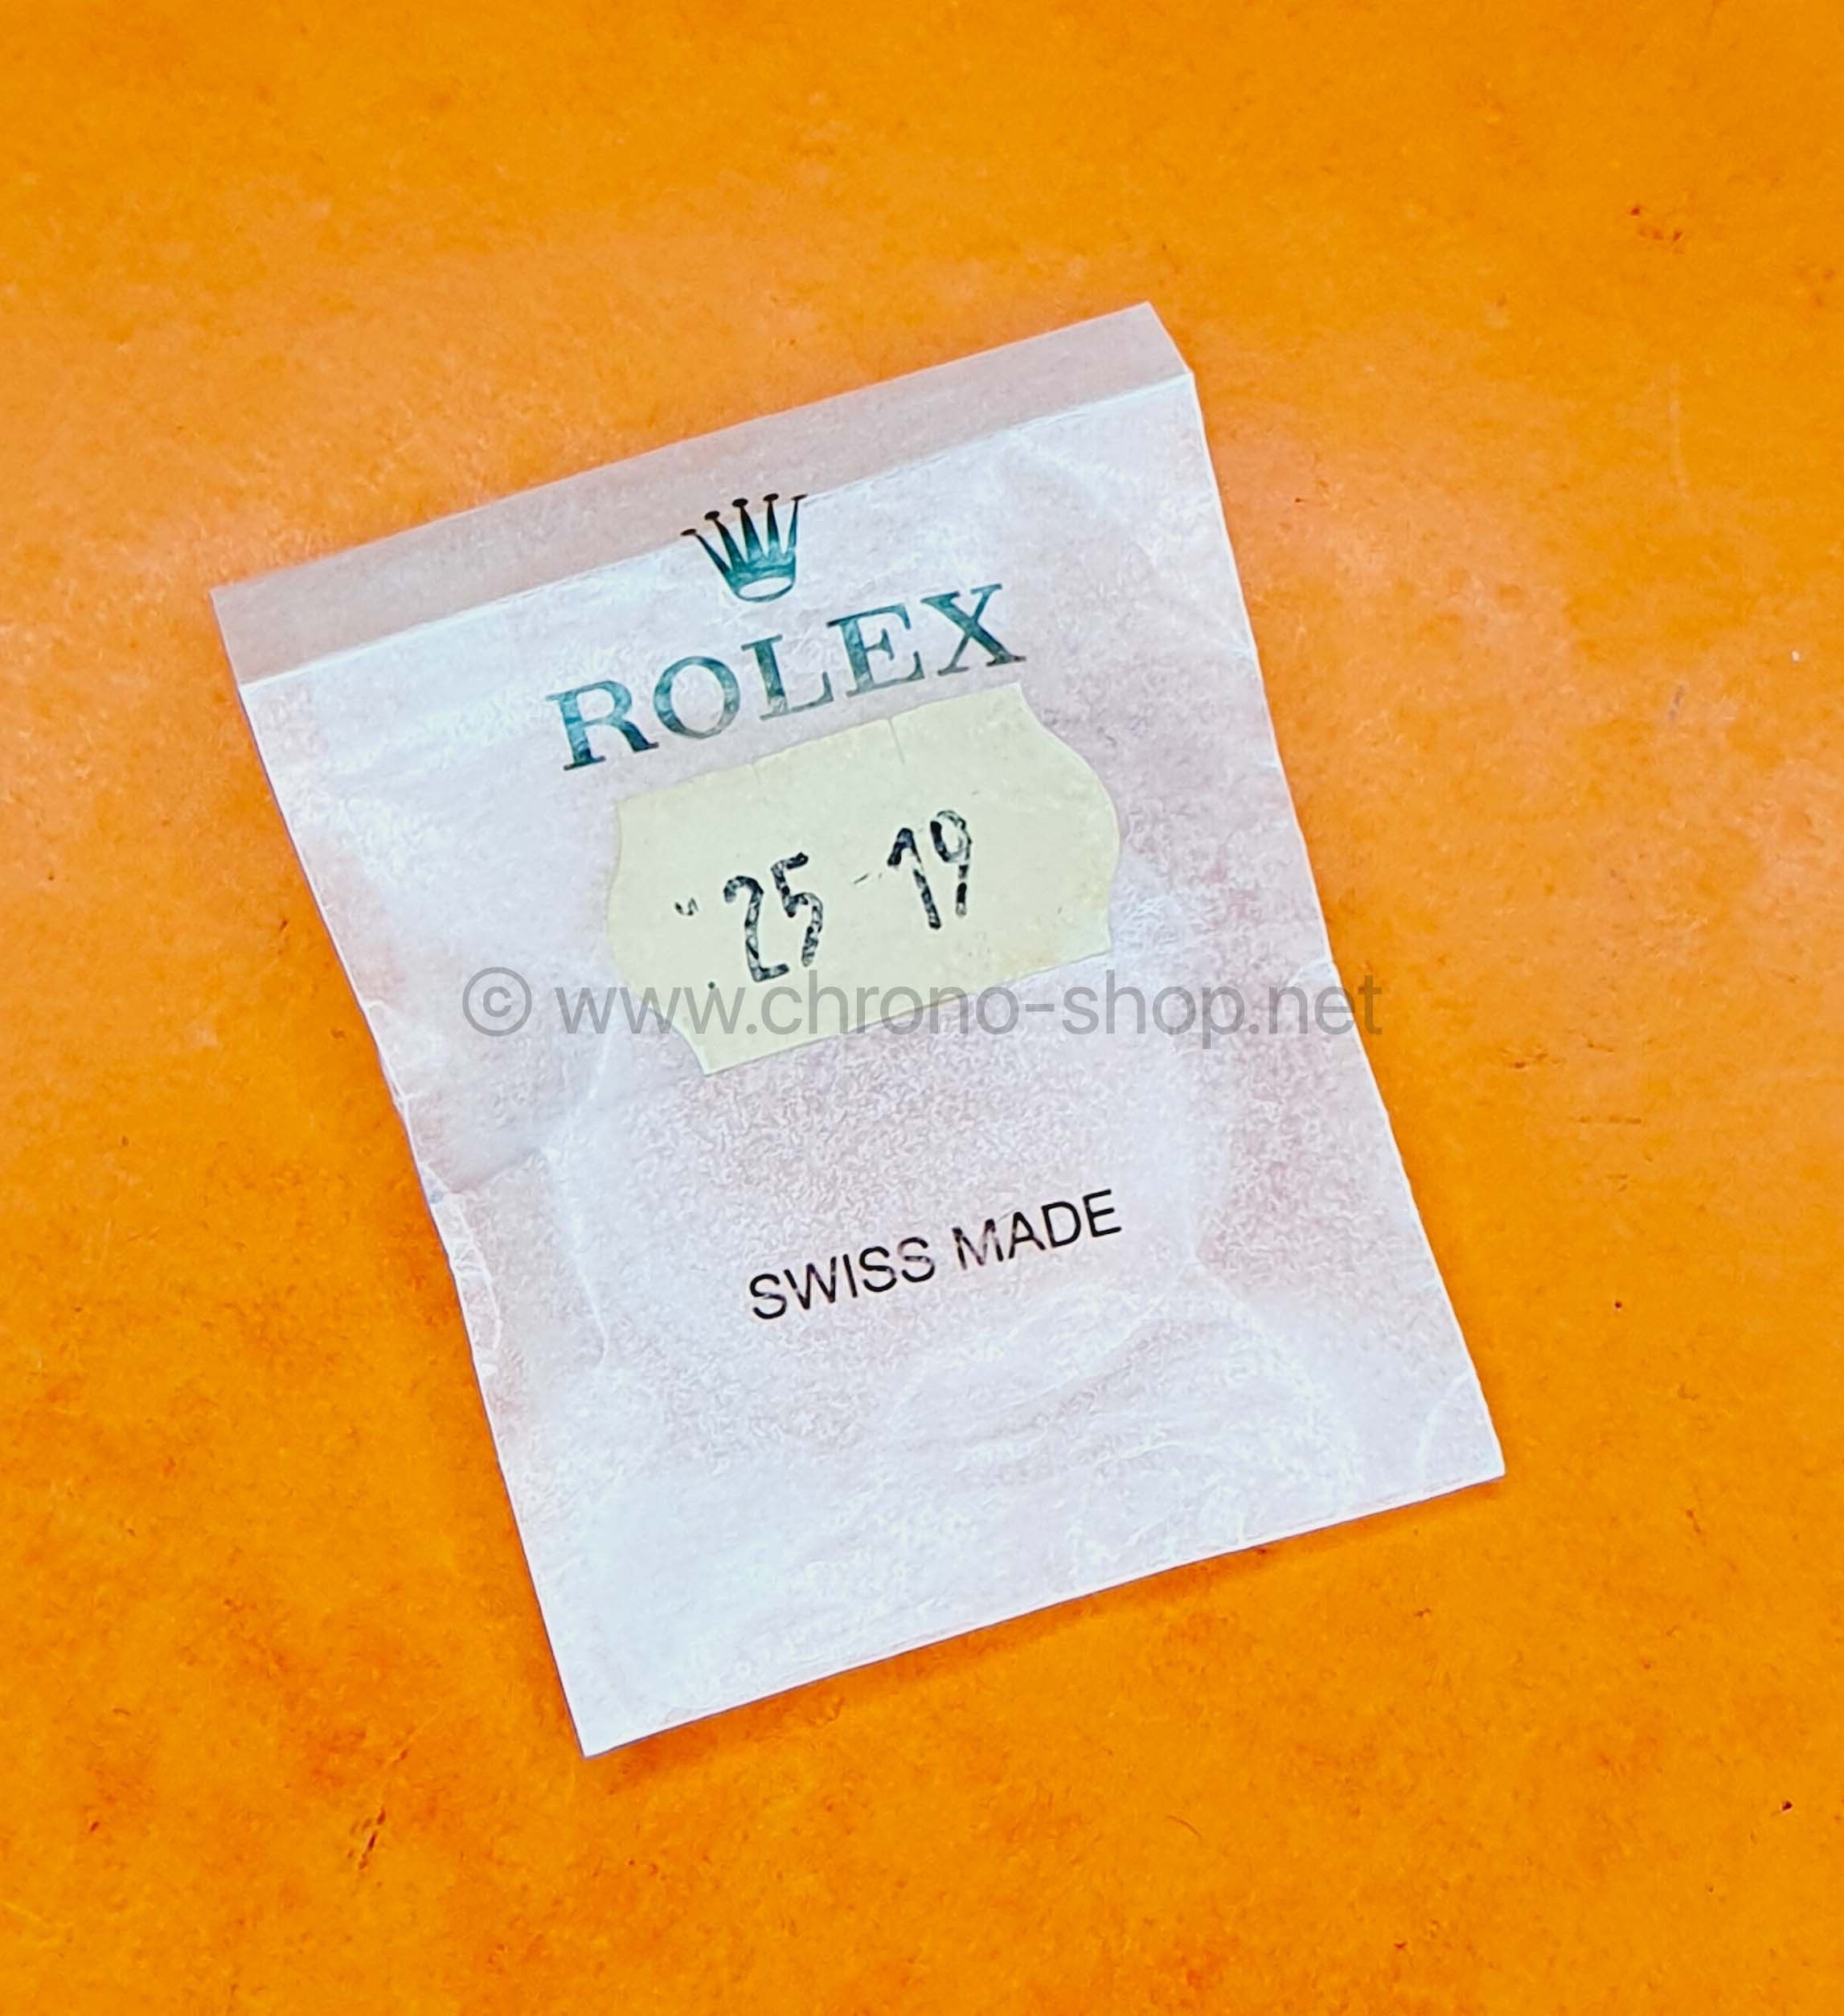 ROLEX
25-19
© www.chrono-shop.net
SWISS MADE